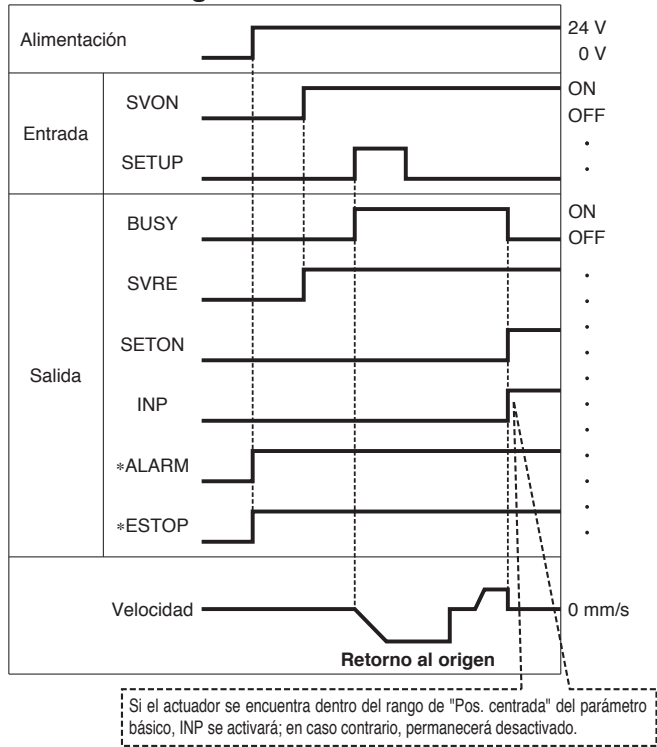 Alimentación
24 V
0 V
Entrada
SVON
ON
OFF
SETUP
Salida
BUSY
ON
OFF
SVRE
SETON
INP
*ALARM
*ESTOP
Velocidad
0 mm/s
Retorno al origen
Si el actuador se encuentra dentro del rango de "Pos. centrada" del parámetro
básico, INP se activará; en caso contrario, permanecerá desactivado.